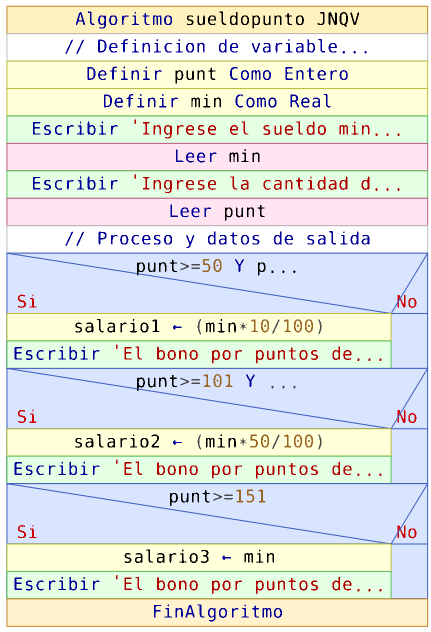 Algoritmo sueldopunto JNQV
// Definicion de variable...
Definir punt Como Entero
Definir min Como Real
Escribir 'Ingrese el sueldo min...
Leer min
Escribir 'Ingrese la cantidad d...
Leer punt
// Proceso y datos de salida
punt>=50 Y p...
Si No
salario1 ← (min*10/100)
Escribir 'El bono por puntos de...
punt>=101 Y ...
Si No
salario2 ← (min*50/100)
Escribir 'El bono por puntos de...
punt>=151
Si No
salario3 ← min
Escribir 'El bono por puntos de...
FinAlgoritmo